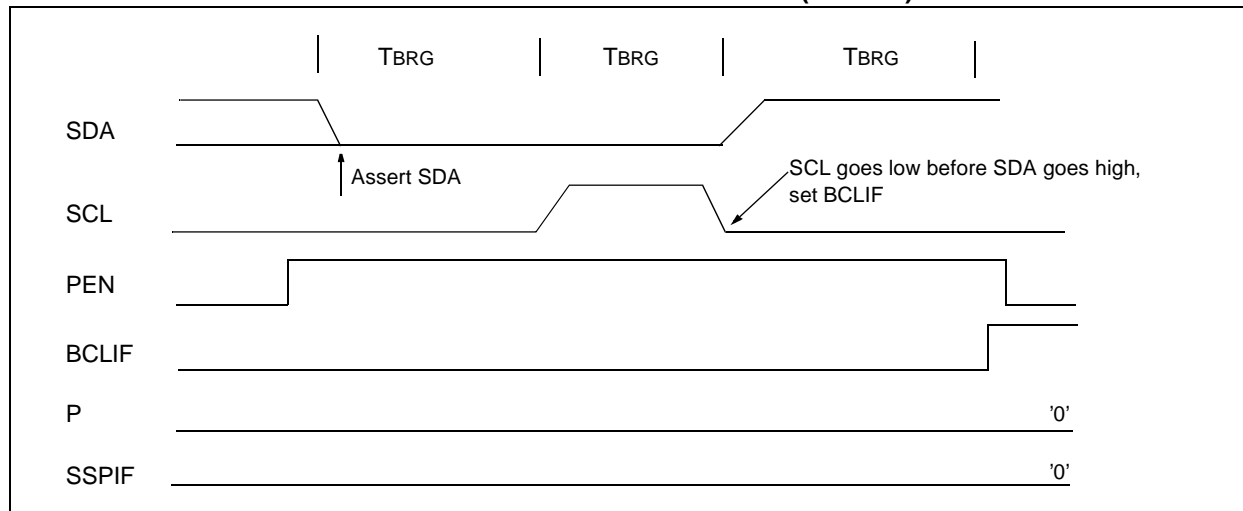 TBRG TBRG TBRG
SDA
Assert SDA
SCL goes low before SDA goes high,
set BCLIF
SCL
PEN
BCLIF
P '0'
SSPIF '0'